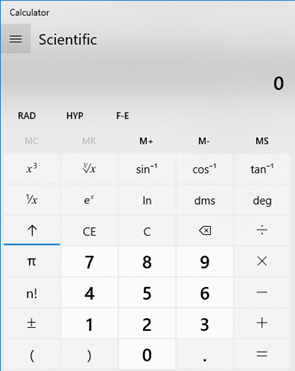 Calculator
Scientific
0
RAD HYP F-E
MC MR M+ M- MS
x³ ʸ√x sin⁻¹ cos⁻¹ tan⁻¹
¹/x eˣ ln dms deg
↑ CE C ⌫ ÷
π 7 8 9 ×
n! 4 5 6 −
± 1 2 3 +
( ) 0 . =